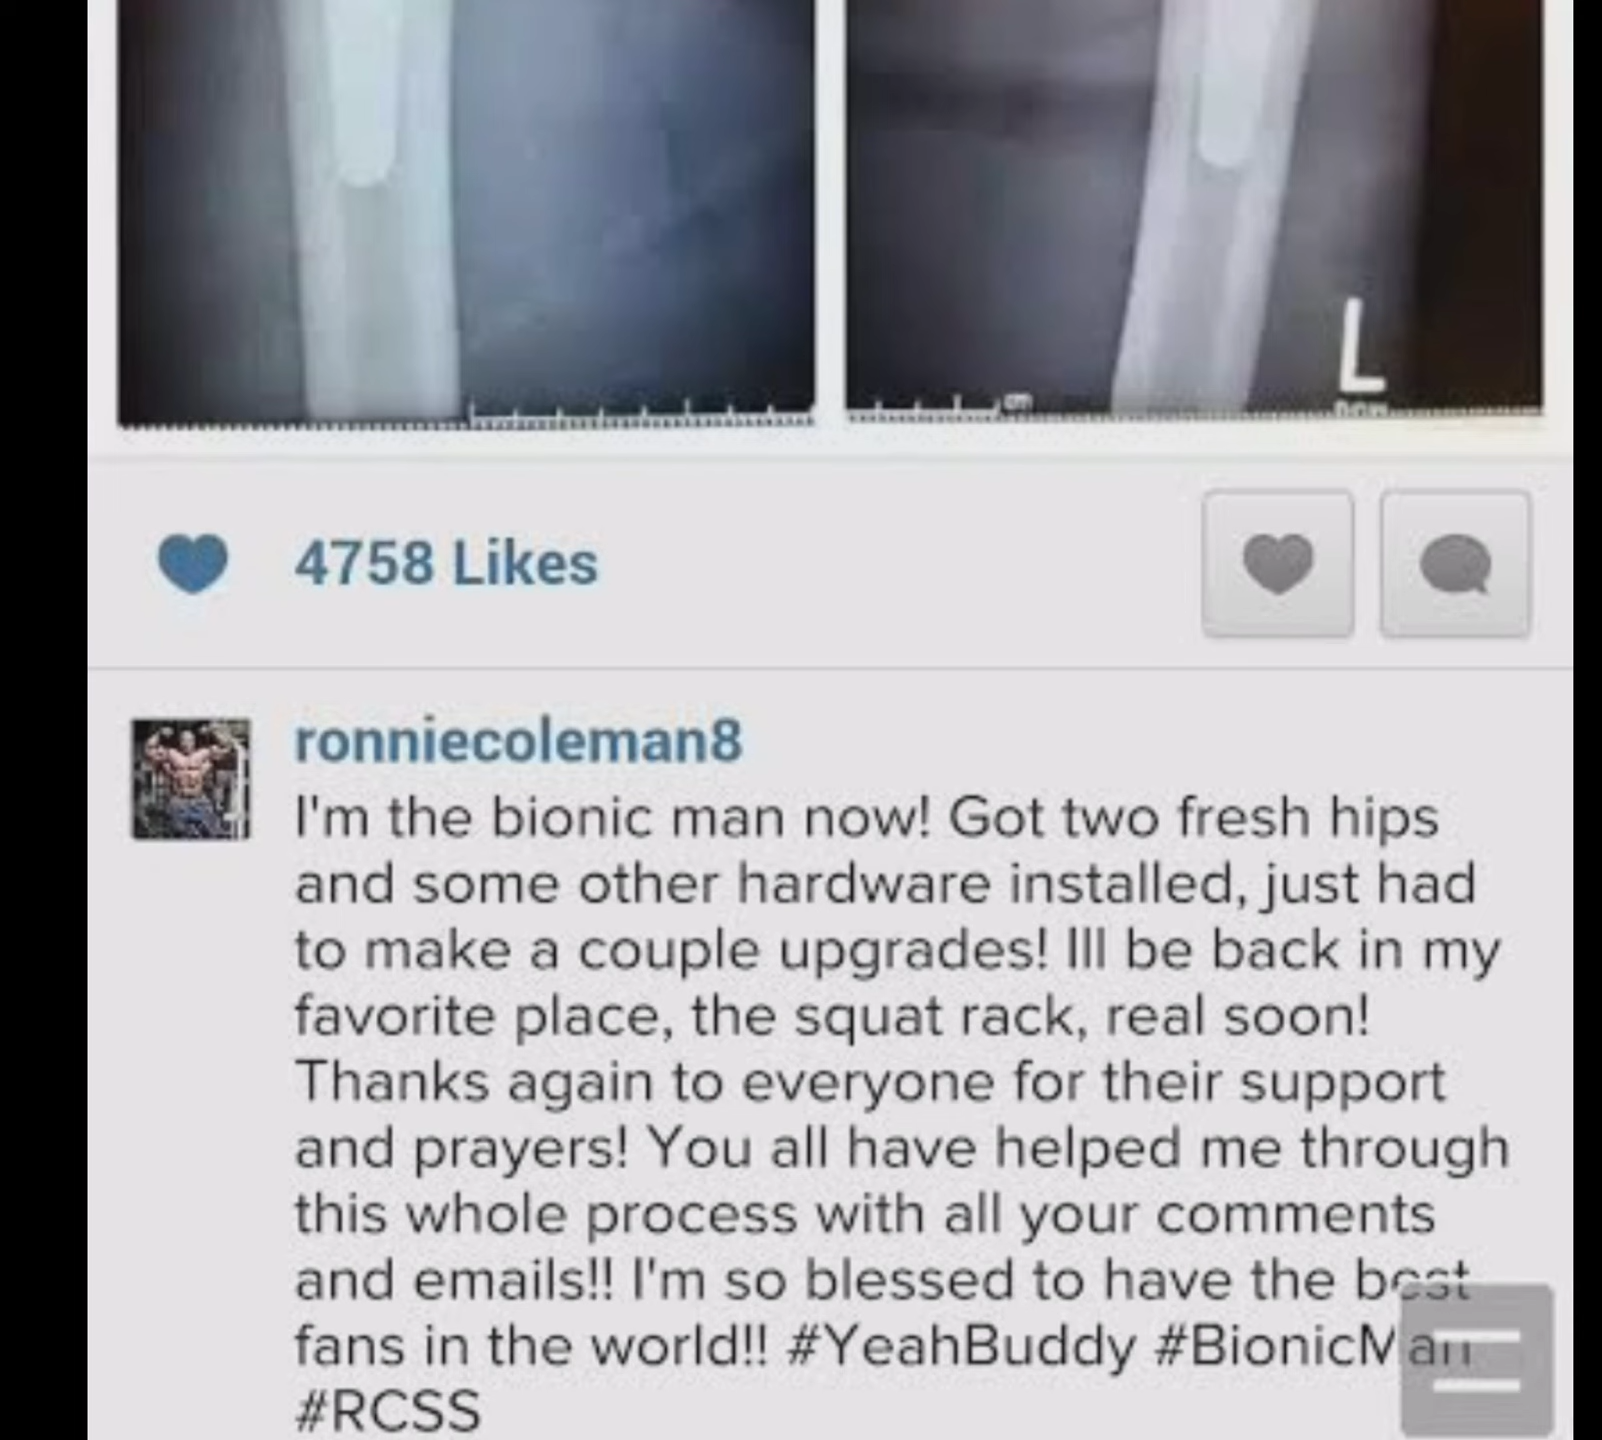 L
4758 Likes
ronniecoleman8
I'm the bionic man now! Got two fresh hips
and some other hardware installed, just had
to make a couple upgrades! Ill be back in my
favorite place, the squat rack, real soon!
Thanks again to everyone for their support
and prayers! You all have helped me through
this whole process with all your comments
and emails!! I'm so blessed to have the best
fans in the world!! #YeahBuddy #BionicMan
#RCSS